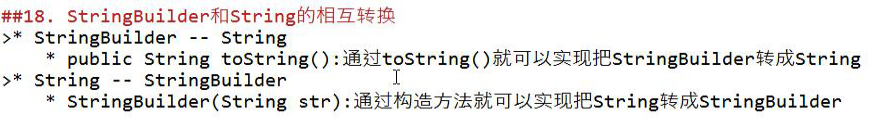 ##18. StringBuilder和String的相互转换
>* StringBuilder -- String
* public String toString():通过toString()就可以实现把StringBuilder转成String
>* String -- StringBuilder
* StringBuilder(String str):通过构造方法就可以实现把String转成StringBuilder